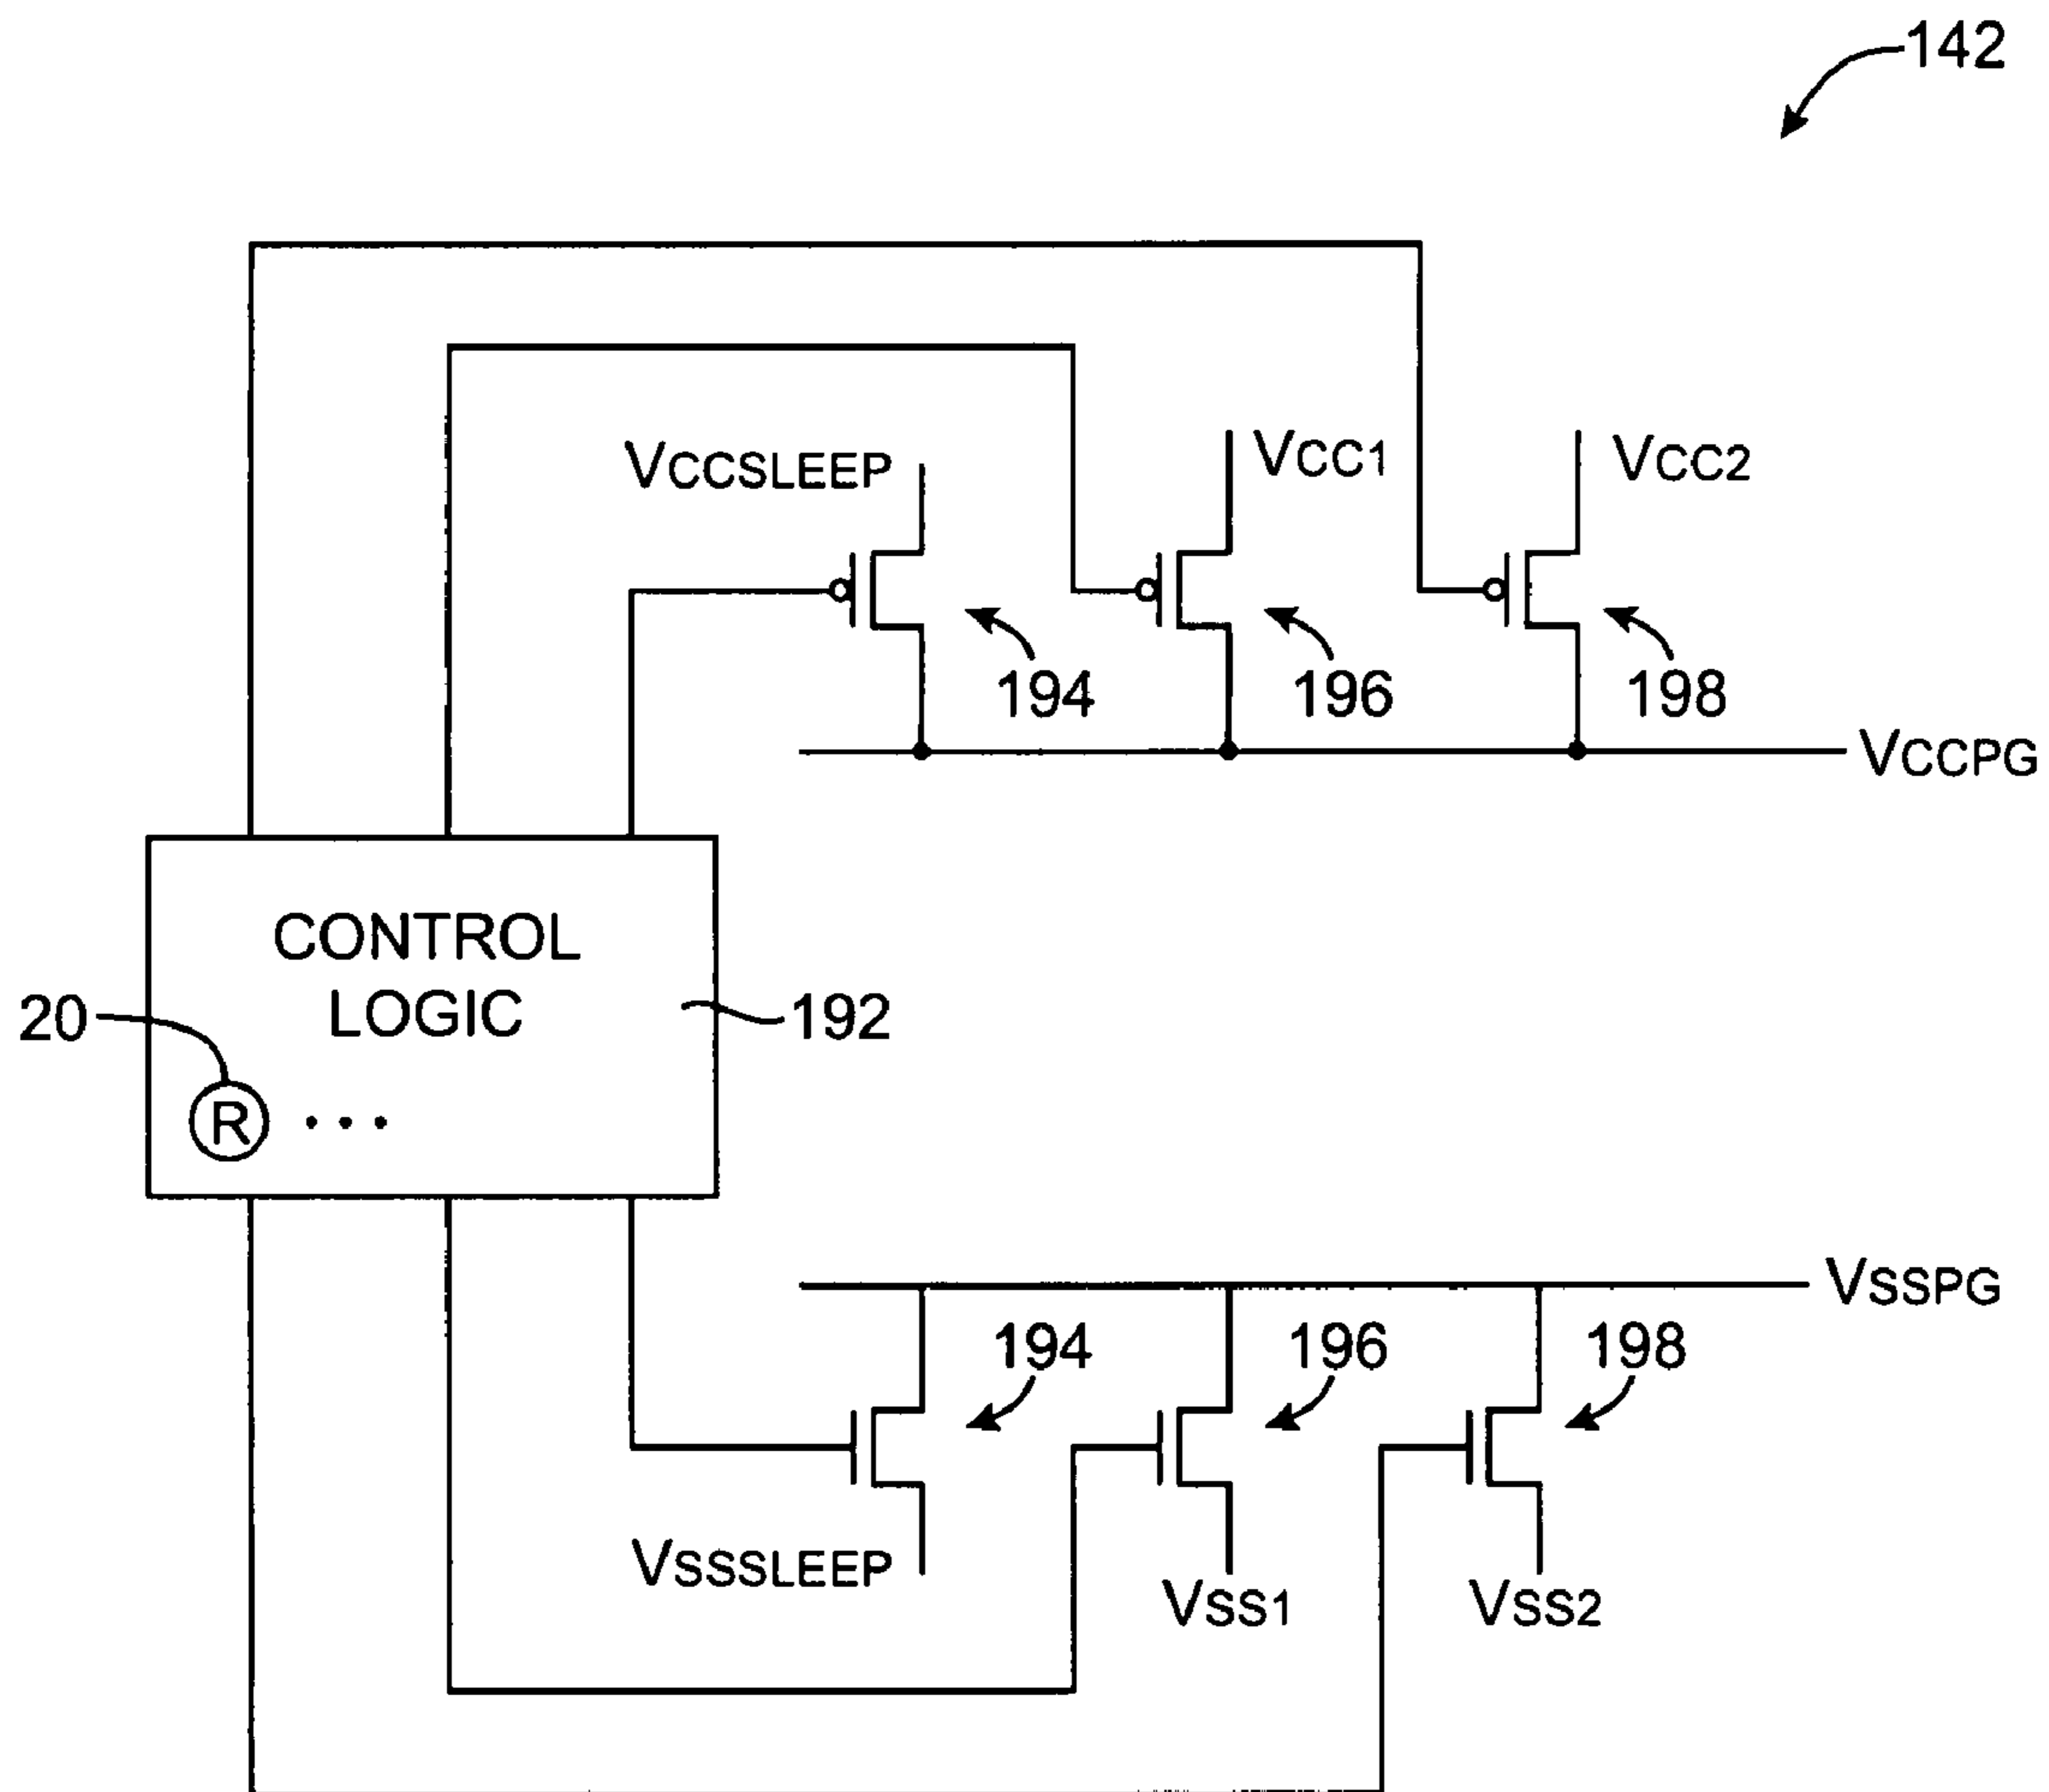 142
VCCSLEEP
VCC1
VCC2
194
196
198
VCCPG
CONTROL
LOGIC
20
192
R ...
VSSPG
194
196
198
VSSSLEEP
VSS1
VSS2